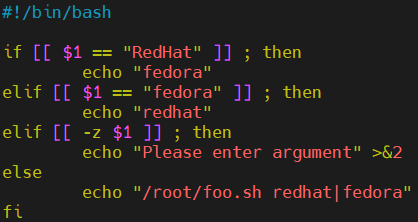 #!/bin/bash
if [[ $1 == "RedHat" ]] ; then
echo "fedora"
elif [[ $1 == "fedora" ]] ; then
echo "redhat"
elif [[ -z $1 ]] ; then
echo "Please enter argument" >&2
else
echo "/root/foo.sh redhat|fedora"
fi